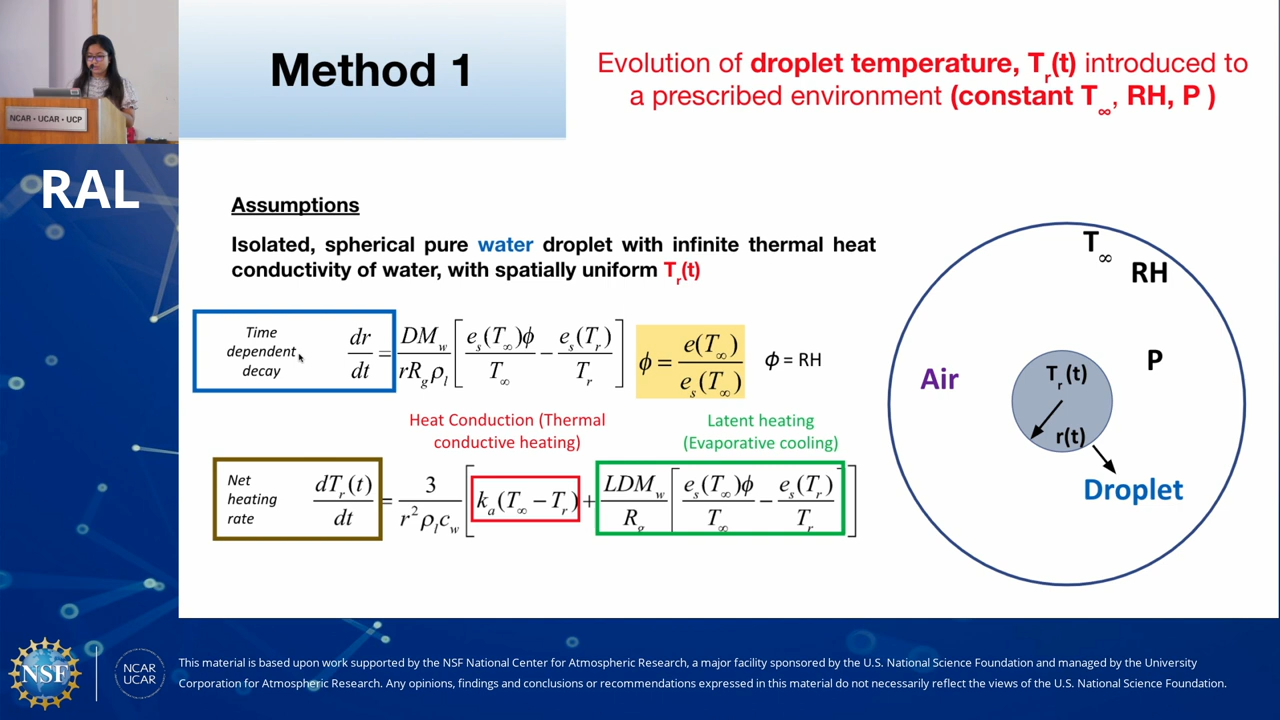 NCAR • UCAR • UCP
RAL
Method 1
Evolution of droplet temperature, T_r(t) introduced to
a prescribed environment (constant T_∞, RH, P )
Assumptions
Isolated, spherical pure water droplet with infinite thermal heat
conductivity of water, with spatially uniform T_r(t)
Time
dependent
decay
dr/dt = DM_w/(rR_gρ_l) [ e_s(T_∞)ϕ/T_∞ − e_s(T_r)/T_r ]
ϕ = e(T_∞)/e_s(T_∞)
ϕ = RH
Heat Conduction (Thermal
conductive heating)
Latent heating
(Evaporative cooling)
Net
heating
rate
dT_r(t)/dt = 3/(r²ρ_lc_w) [ k_a(T_∞ − T_r) + LDM_w/R_g [ e_s(T_∞)ϕ/T_∞ − e_s(T_r)/T_r ] ]
T_∞
RH
P
Air
T_r(t)
r(t)
Droplet
NSF
NCAR
UCAR
This material is based upon work supported by the NSF National Center for Atmospheric Research, a major facility sponsored by the U.S. National Science Foundation and managed by the University
Corporation for Atmospheric Research. Any opinions, findings and conclusions or recommendations expressed in this material do not necessarily reflect the views of the U.S. National Science Foundation.